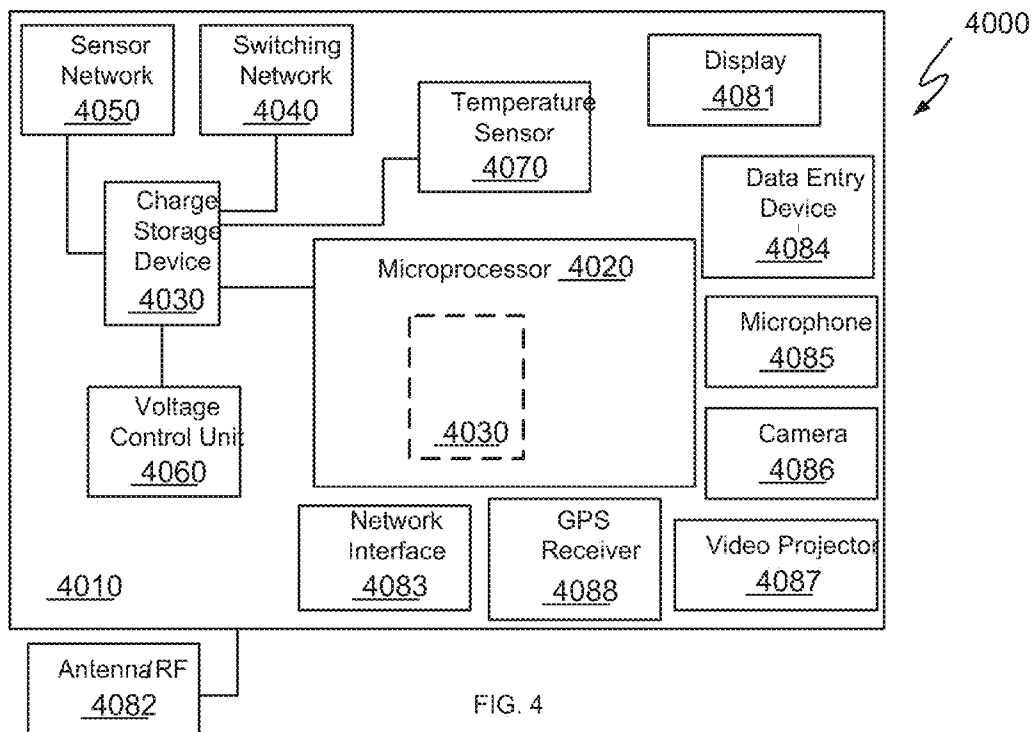 4000
Sensor
Network
4050
Switching
Network
4040
Temperature
Sensor
4070
Display
4081
Charge
Storage
Device
4030
Data Entry
Device
4084
Microprocessor 4020
4030
Microphone
4085
Voltage
Control Unit
4060
Camera
4086
Network
Interface
4083
GPS
Receiver
4088
Video Projector
4087
4010
Antenna/RF
4082
FIG. 4